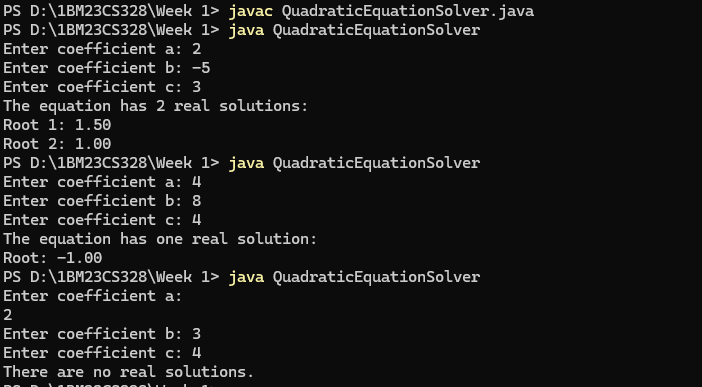 PS D:\1BM23CS328\Week 1> javac QuadraticEquationSolver.java
PS D:\1BM23CS328\Week 1> java QuadraticEquationSolver
Enter coefficient a: 2
Enter coefficient b: -5
Enter coefficient c: 3
The equation has 2 real solutions:
Root 1: 1.50
Root 2: 1.00
PS D:\1BM23CS328\Week 1> java QuadraticEquationSolver
Enter coefficient a: 4
Enter coefficient b: 8
Enter coefficient c: 4
The equation has one real solution:
Root: -1.00
PS D:\1BM23CS328\Week 1> java QuadraticEquationSolver
Enter coefficient a:
2
Enter coefficient b: 3
Enter coefficient c: 4
There are no real solutions.